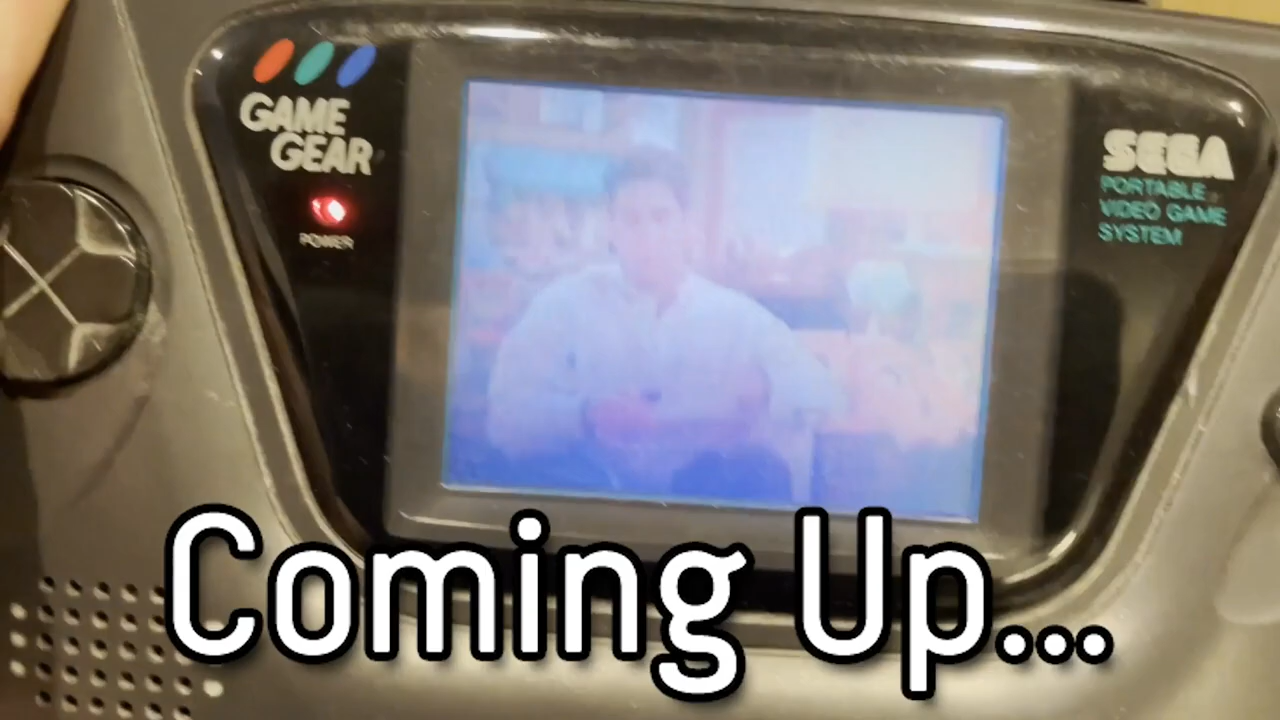 GAME
GEAR
POWER
SEGA
PORTABLE
VIDEO GAME
SYSTEM
Coming Up...